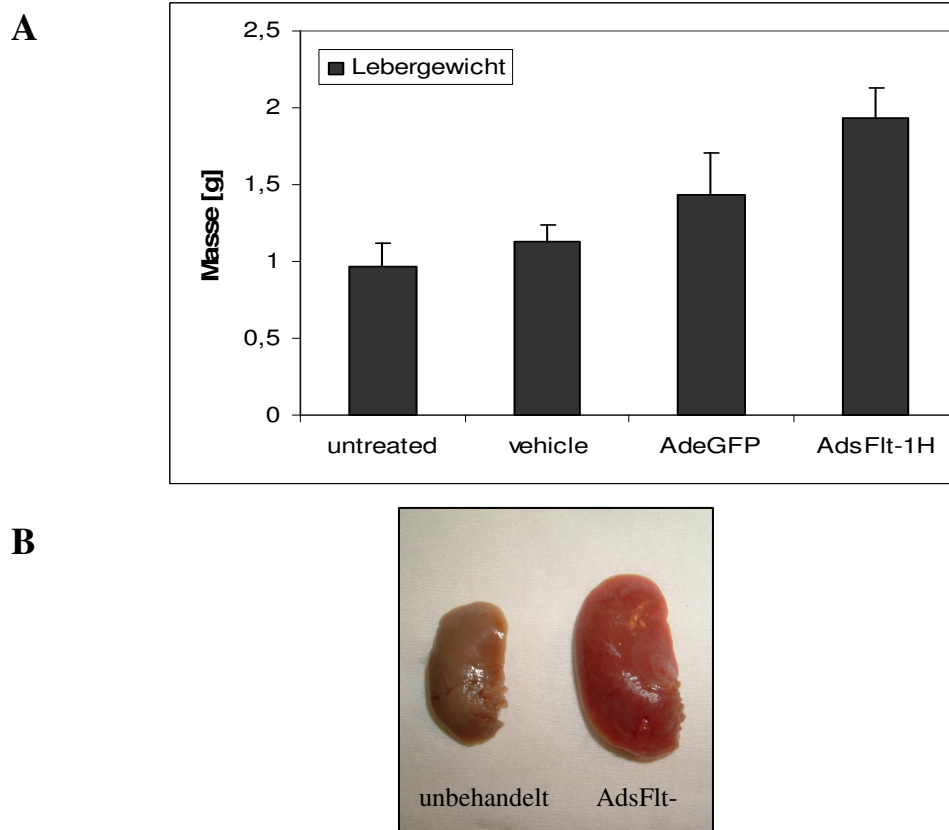 A
2,5
Lebergewicht
2
1,5
1
0,5
0
Masse [g]
untreated vehicle AdeGFP AdsFlt-1H
B
unbehandelt AdsFlt-